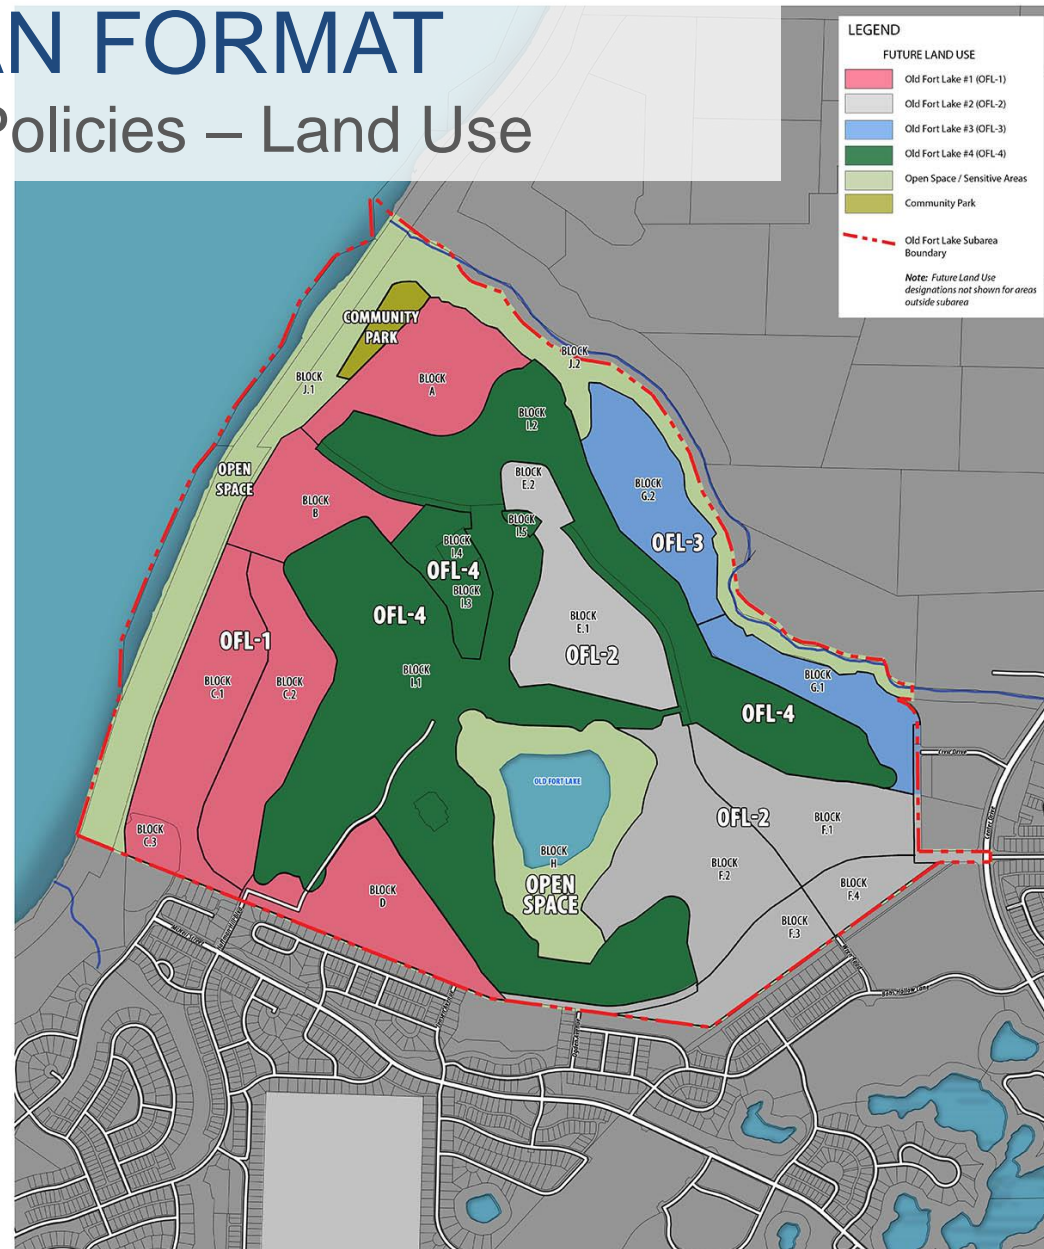 AN FORMAT
Policies – Land Use
LEGEND
FUTURE LAND USE
Old Fort Lake #1 (OFL-1)
Old Fort Lake #2 (OFL-2)
Old Fort Lake #3 (OFL-3)
Old Fort Lake #4 (OFL-4)
Open Space / Sensitive Areas
Community Park
Old Fort Lake Subarea
Boundary
Note: Future Land Use
designations not shown for areas
outside subarea
COMMUNITY
PARK
BLOCK
J.2
BLOCK
J.1
BLOCK
A
BLOCK
I.2
OPEN
SPACE
BLOCK
E.2
BLOCK
G.2
BLOCK
B
BLOCK
I.5
BLOCK
I.4
OFL-4
BLOCK
I.3
OFL-3
OFL-4
BLOCK
E.1
OFL-2
OFL-1
BLOCK
C.1
BLOCK
C.2
BLOCK
I.1
BLOCK
G.1
OFL-4
OLD FORT LAKE
OFL-2
BLOCK
F.1
BLOCK
C.3
BLOCK
H
OPEN
SPACE
BLOCK
F.2
BLOCK
D
BLOCK
F.4
BLOCK
F.3
Center Drive